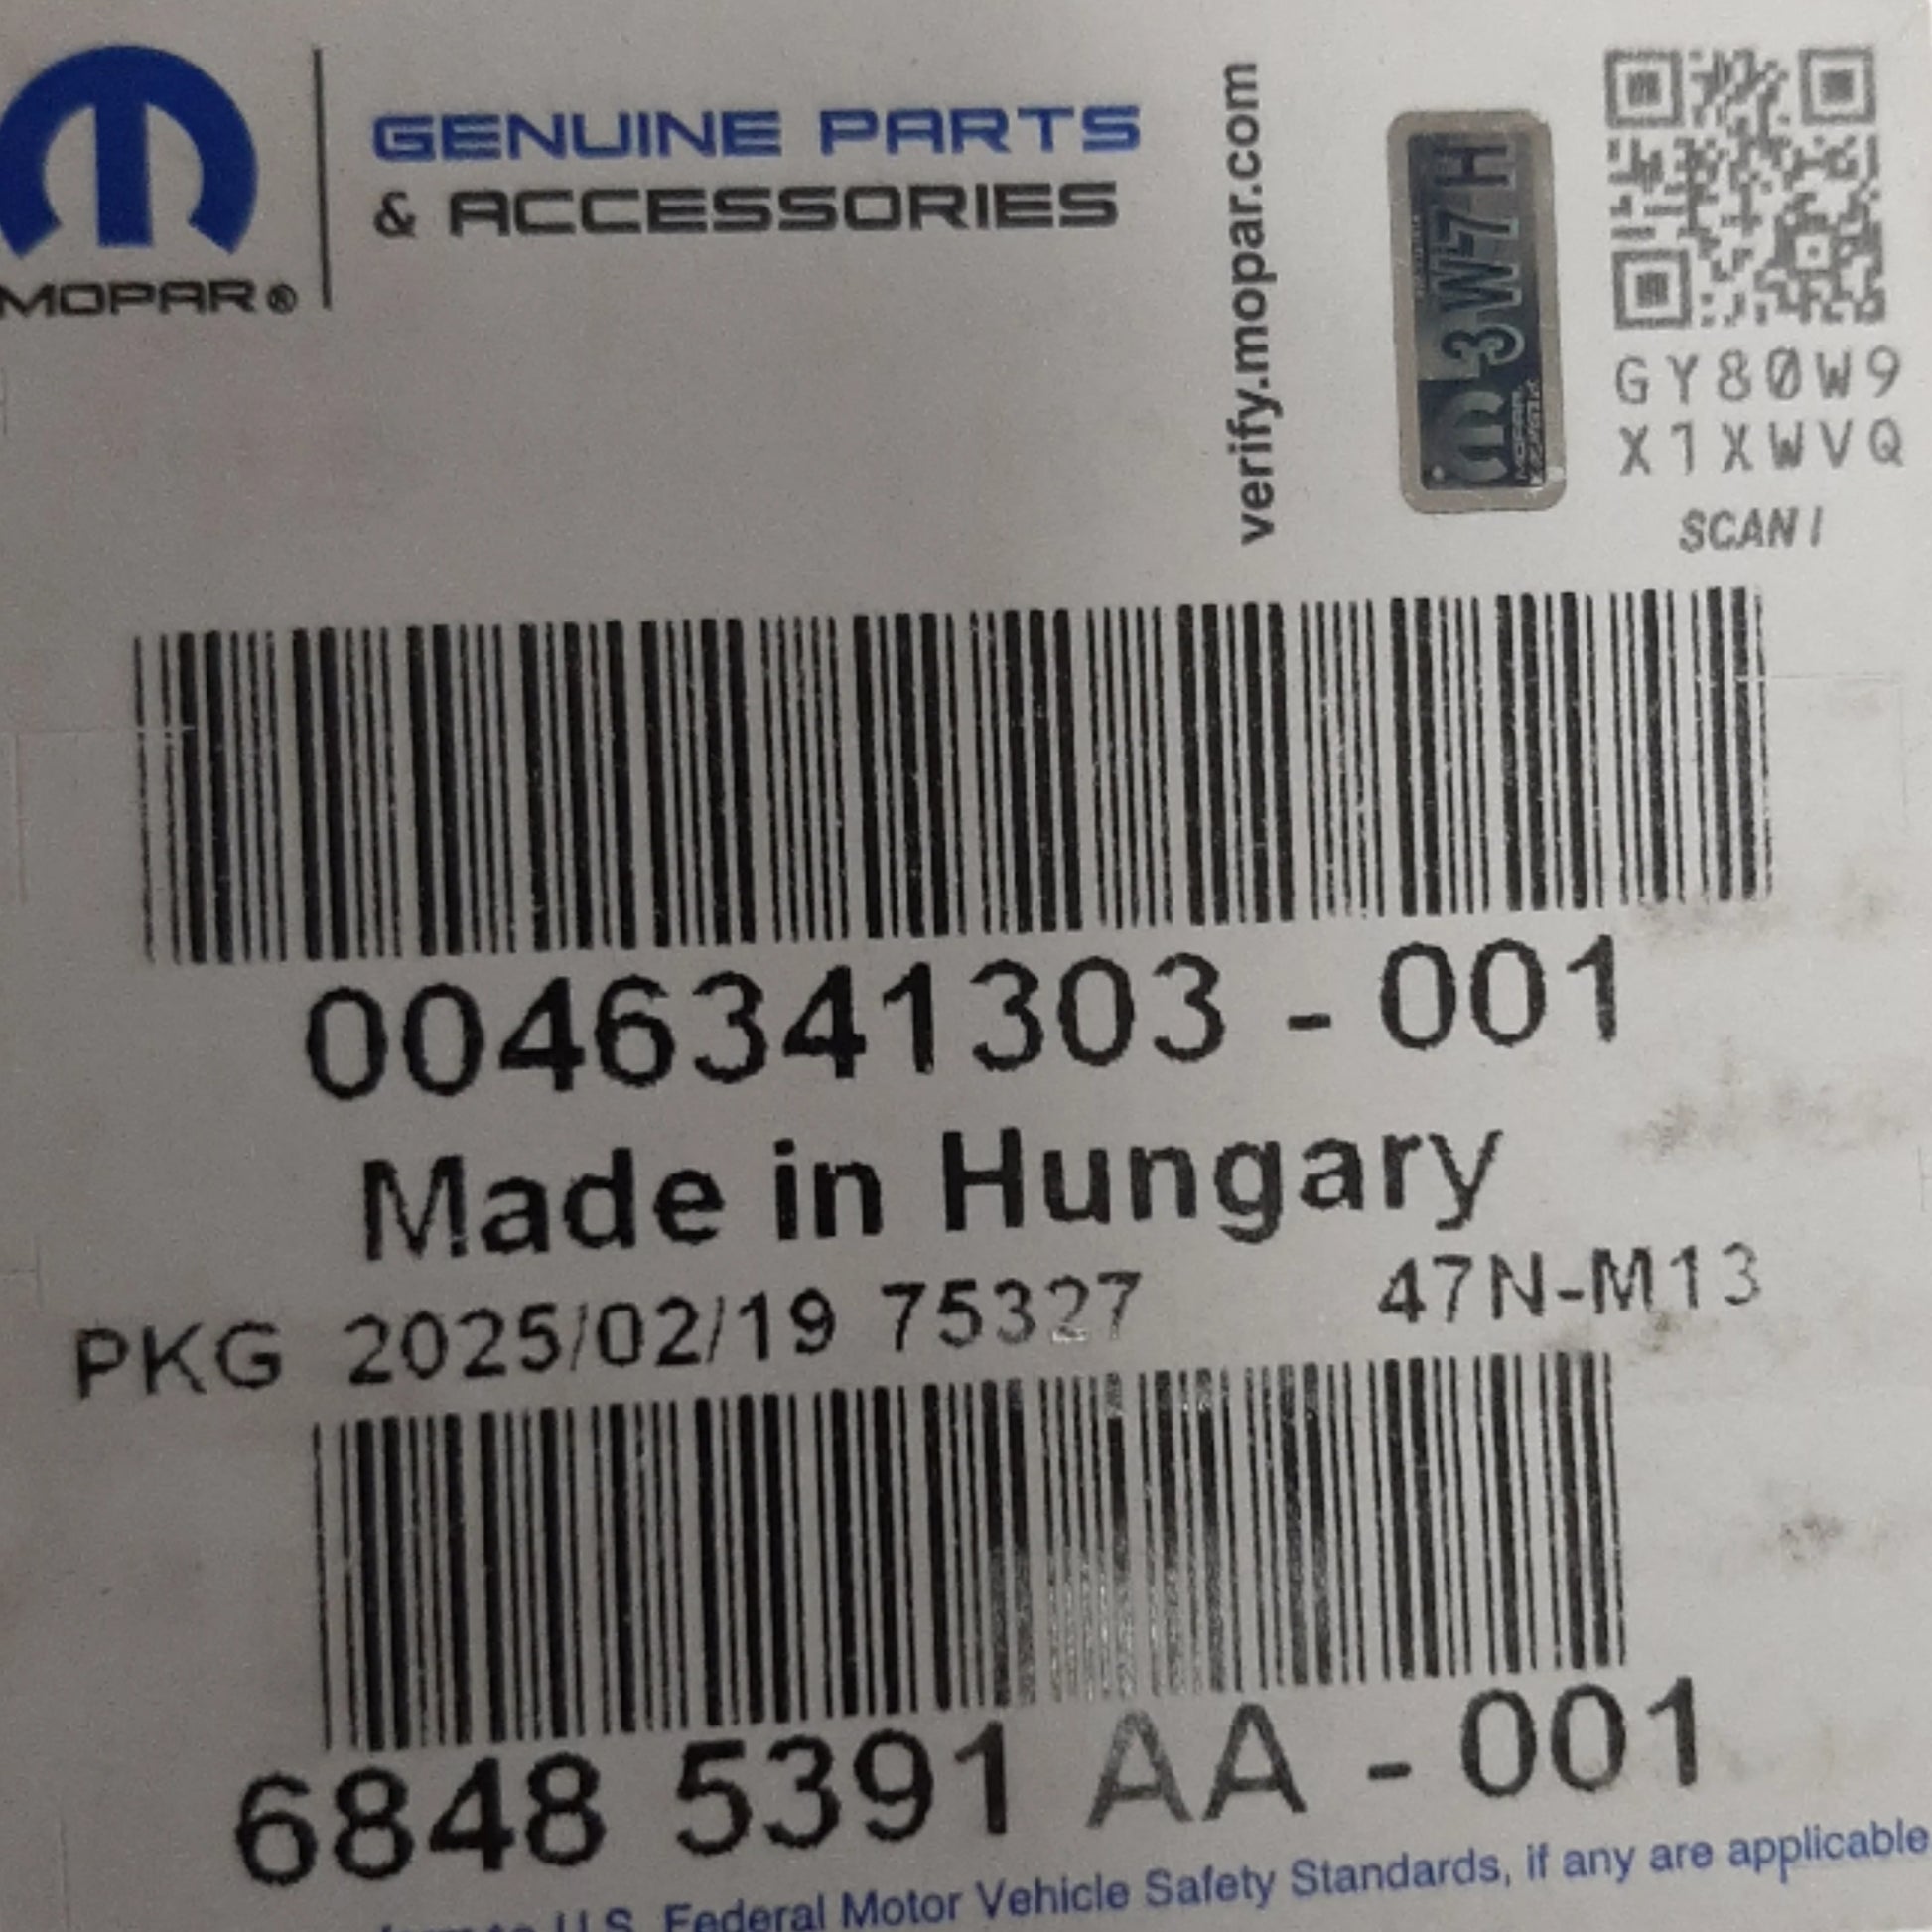 GENUINE PARTS
& ACCESSORIES
MOPAR®
verify.mopar.com
3W7H
MOPAR
GY80W9
X1XWVQ
SCAN
0046341303 - 001
Made in Hungary
PKG 2025/02/19 75327 47N-M13
6848 5391 AA - 001
U.S. Federal Motor Vehicle Safety Standards, if any are applicable